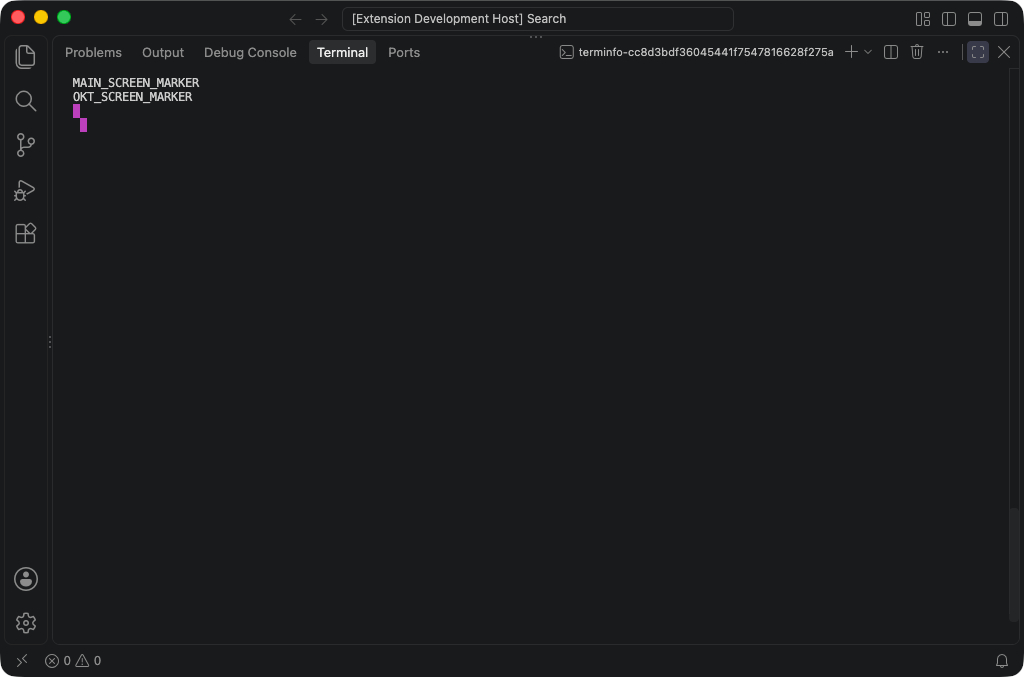 [Extension Development Host] Search
Problems Output Debug Console Terminal Ports
terminfo-cc8d3bdf36045441f7547816628f275a
MAIN_SCREEN_MARKER
OKT_SCREEN_MARKER
0 0